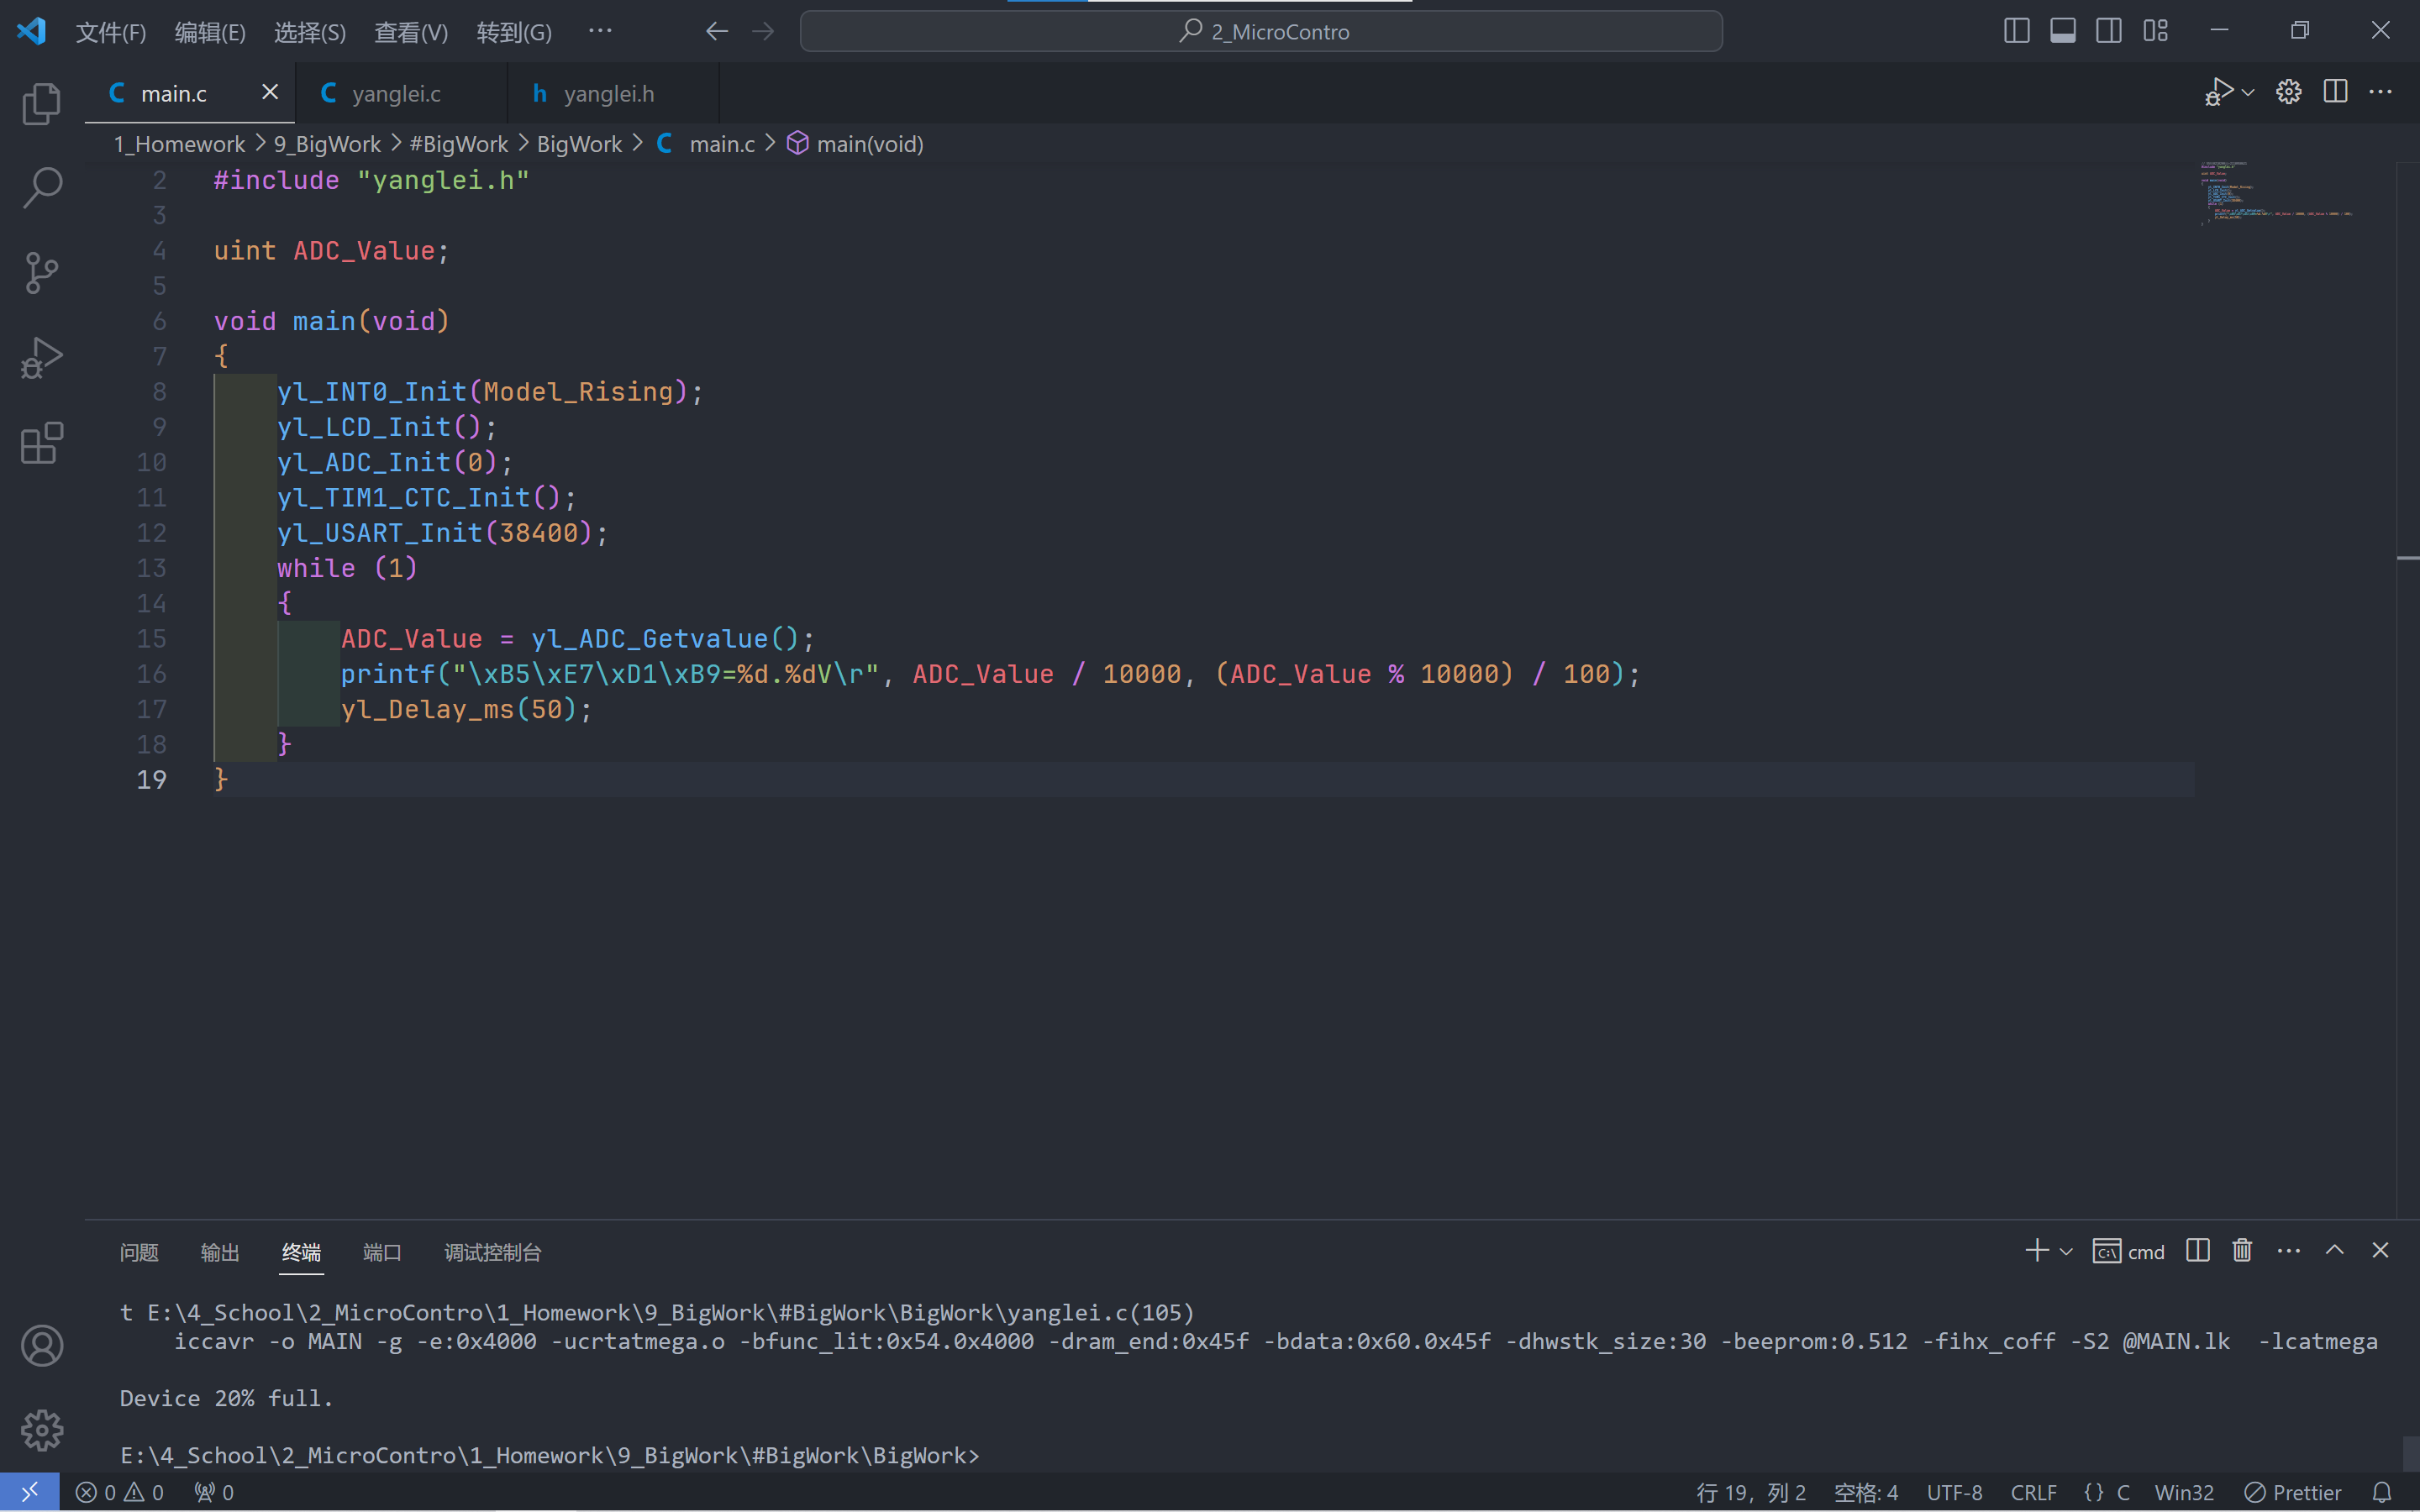 文件(F) 编辑(E) 选择(S) 查看(V) 转到(G) ··· 2_MicroContro
C main.c C yanglei.c h yanglei.h
1_Homework > 9_BigWork > #BigWork > BigWork > C main.c > main(void)
2 #include "yanglei.h"
3
4 uint ADC_Value;
5
6 void main(void)
7 {
8 yl_INT0_Init(Model_Rising);
9 yl_LCD_Init();
10 yl_ADC_Init(0);
11 yl_TIM1_CTC_Init();
12 yl_USART_Init(38400);
13 while (1)
14 {
15 ADC_Value = yl_ADC_Getvalue();
16 printf("\xB5\xE7\xD1\xB9=%d.%dV\r", ADC_Value / 10000, (ADC_Value % 10000) / 100);
17 yl_Delay_ms(50);
18 }
19 }
问题 输出 终端 端口 调试控制台 cmd
t E:\4_School\2_MicroContro\1_Homework\9_BigWork\#BigWork\BigWork\yanglei.c(105)
iccavr -o MAIN -g -e:0x4000 -ucrtatmega.o -bfunc_lit:0x54.0x4000 -dram_end:0x45f -bdata:0x60.0x45f -dhwstk_size:30 -beeprom:0.512 -fihx_coff -S2 @MAIN.lk -lcatmega
Device 20% full.
E:\4_School\2_MicroContro\1_Homework\9_BigWork\#BigWork\BigWork>
0 0 0 行 19，列 2 空格: 4 UTF-8 CRLF {} C Win32 Prettier